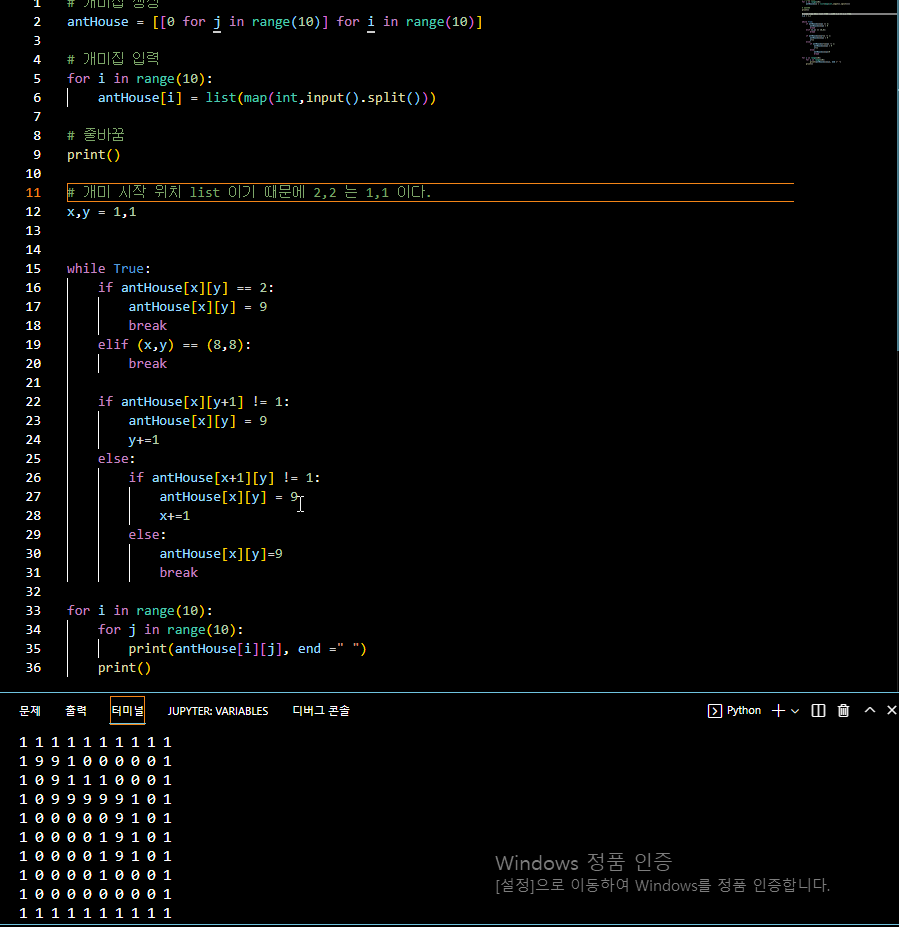 1 # 개미집 생성
2 antHouse = [[0 for j in range(10)] for i in range(10)]
3
4 # 개미집 입력
5 for i in range(10):
6 antHouse[i] = list(map(int,input().split()))
7
8 # 줄바꿈
9 print()
10
11 # 개미 시작 위치 list 이기 때문에 2,2 는 1,1 이다.
12 x,y = 1,1
13
14
15 while True:
16 if antHouse[x][y] == 2:
17 antHouse[x][y] = 9
18 break
19 elif (x,y) == (8,8):
20 break
21
22 if antHouse[x][y+1] != 1:
23 antHouse[x][y] = 9
24 y+=1
25 else:
26 if antHouse[x+1][y] != 1:
27 antHouse[x][y] = 9
28 x+=1
29 else:
30 antHouse[x][y]=9
31 break
32
33 for i in range(10):
34 for j in range(10):
35 print(antHouse[i][j], end =" ")
36 print()
문제 출력 터미널 JUPYTER: VARIABLES 디버그 콘솔 Python
1 1 1 1 1 1 1 1 1 1
1 9 9 1 0 0 0 0 0 1
1 0 9 1 1 1 0 0 0 1
1 0 9 9 9 9 9 1 0 1
1 0 0 0 0 0 9 1 0 1
1 0 0 0 0 1 9 1 0 1
1 0 0 0 0 1 9 1 0 1
1 0 0 0 0 1 0 0 0 1
1 0 0 0 0 0 0 0 0 1
1 1 1 1 1 1 1 1 1 1
Windows 정품 인증
[설정]으로 이동하여 Windows를 정품 인증합니다.